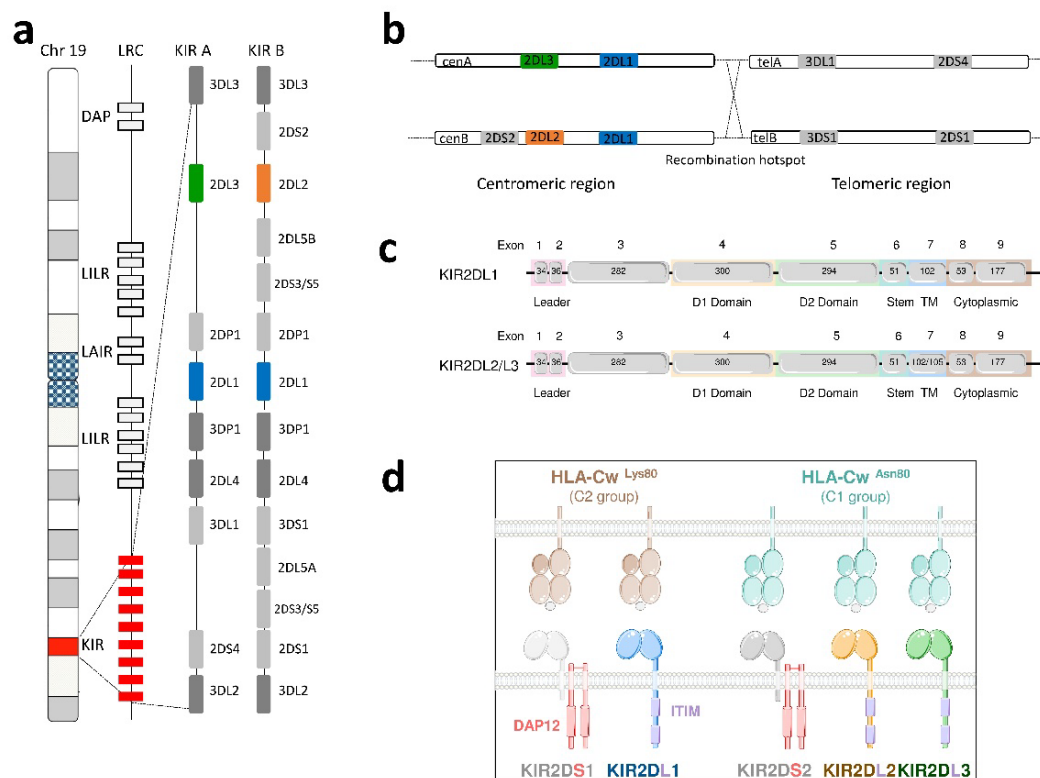 a
Chr 19 LRC KIR A KIR B
DAP
LILR
LAIR
LILR
KIR
3DL3
2DL3
2DP1
2DL1
3DP1
2DL4
3DL1
2DS4
3DL2
3DL3
2DS2
2DL2
2DL5B
2DS3/S5
2DP1
2DL1
3DP1
2DL4
3DS1
2DL5A
2DS3/S5
2DS1
3DL2
b
cenA 2DL3 2DL1 telA 3DL1 2DS4
cenB 2DS2 2DL2 2DL1 telB 3DS1 2DS1
Recombination hotspot
Centromeric region Telomeric region
c
Exon 1 2 3 4 5 6 7 8 9
KIR2DL1 34 36 282 300 294 51 102 53 177
Leader D1 Domain D2 Domain Stem TM Cytoplasmic
Exon 1 2 3 4 5 6 7 8 9
KIR2DL2/L3 34 36 282 300 294 51 102/105 53 177
Leader D1 Domain D2 Domain Stem TM Cytoplasmic
d
HLA-Cw Lys80 HLA-Cw Asn80
(C2 group) (C1 group)
DAP12 ITIM
KIR2DS1 KIR2DL1 KIR2DS2 KIR2DL2 KIR2DL3